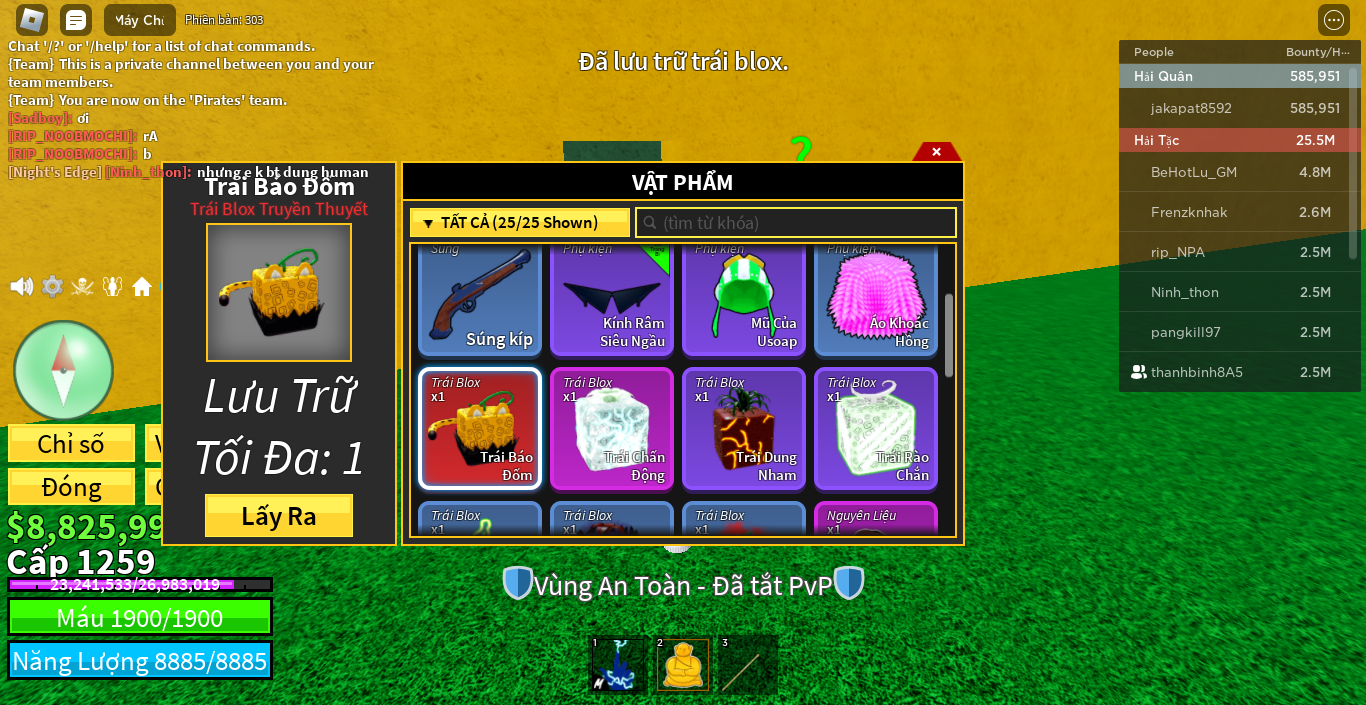 Máy Chủ
Phiên bản: 303
Chat '/?' or '/help' for a list of chat commands.
{Team} This is a private channel between you and your
team members.
{Team} You are now on the 'Pirates' team.
[Sadboy]: ơi
[RIP_NOOBMOCHI]: rA
[RIP_NOOBMOCHI]: b
[Night's Edge] [Ninh_thon]: nhưng e k bt dung human
Đã lưu trữ trái blox.
People Bounty/H...
Hải Quân 585,951
jakapat8592 585,951
Hải Tặc 25.5M
BeHotLu_GM 4.8M
Frenzknhak 2.6M
rip_NPA 2.5M
Ninh_thon 2.5M
pangkill97 2.5M
thanhbinh8A5 2.5M
Trái Báo Đốm
Trái Blox Truyền Thuyết
Lưu Trữ
Tối Đa: 1
Lấy Ra
×
VẬT PHẨM
▼ TẤT CẢ (25/25 Shown)
(tìm từ khóa)
Súng
Súng kíp
Phụ kiện
Kính Râm
Siêu Ngầu
Phụ kiện
Mũ Của
Usoap
Phụ kiện
Áo Khoác
Hồng
Trái Blox
x1
Trái Báo
Đốm
Trái Blox
x1
Trái Chấn
Động
Trái Blox
x1
Trái Dung
Nham
Trái Blox
x1
Trái Rào
Chắn
Trái Blox
x1
Trái Blox
x1
Trái Blox
x1
Nguyên Liệu
x1
Chỉ số
V
Đóng
$8,825,99
Cấp 1259
23,241,533/26,983,019
Máu 1900/1900
Năng Lượng 8885/8885
Vùng An Toàn - Đã tắt PvP
1
2
3